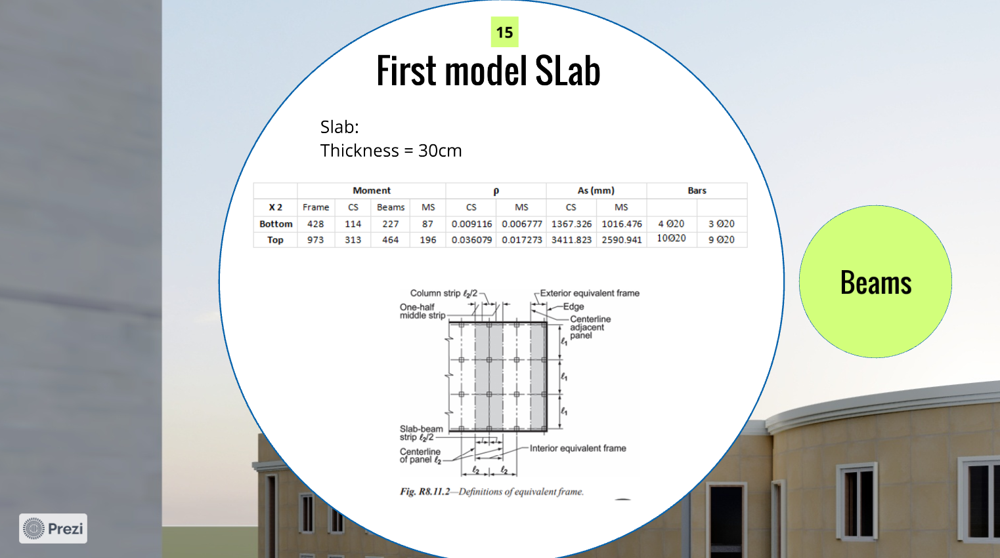 15
First model SLab
Slab:
Thickness = 30cm
Moment ρ As (mm) Bars
X 2 Frame CS Beams MS CS MS CS MS
Bottom 428 114 227 87 0.009116 0.006777 1367.326 1016.476 4 Ø20 3 Ø20
Top 973 313 464 196 0.036079 0.017273 3411.823 2590.941 10Ø20 9 Ø20
Beams
Column strip ℓ2/2
Exterior equivalent frame
One-half
middle strip
Edge
Centerline
adjacent
panel
ℓ1
ℓ1
ℓ1
Slab-beam
strip ℓ2/2
Centerline
of panel ℓ2
Interior equivalent frame
ℓ2 ℓ2
Fig. R8.11.2—Definitions of equivalent frame.
Prezi